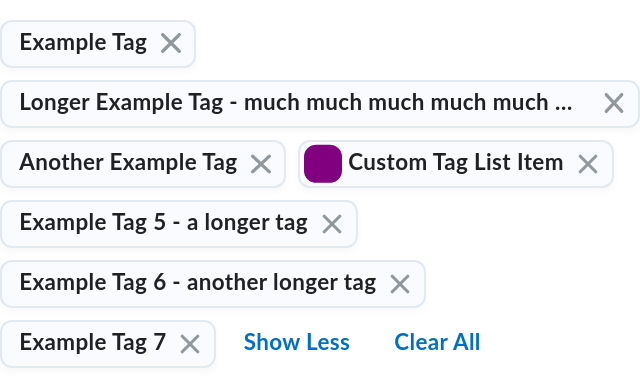 Example Tag
Longer Example Tag - much much much much much ...
Another Example Tag Custom Tag List Item
Example Tag 5 - a longer tag
Example Tag 6 - another longer tag
Example Tag 7 Show Less Clear All